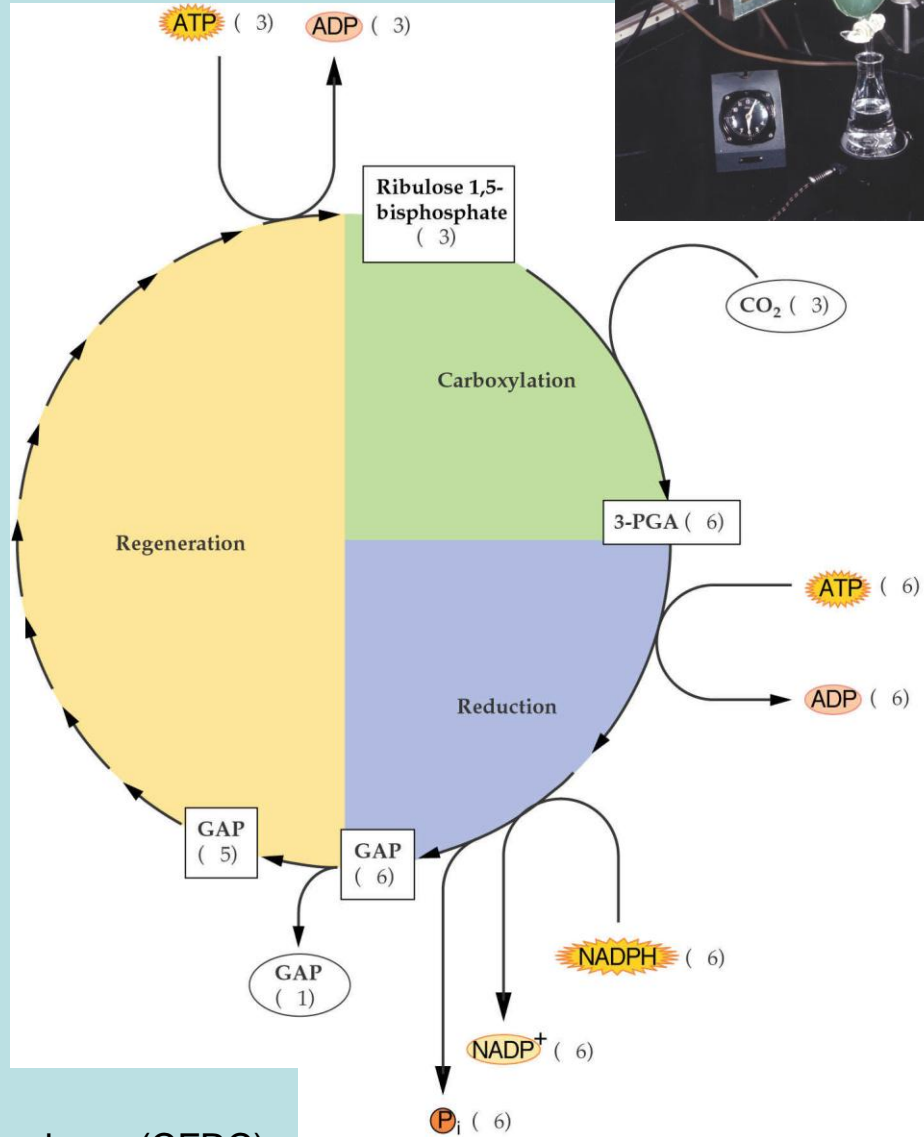 ATP ( 3)
ADP ( 3)
Ribulose 1,5-
bisphosphate
( 3)
CO₂ ( 3)
Carboxylation
3-PGA ( 6)
Regeneration
ATP ( 6)
ADP ( 6)
Reduction
GAP
( 5)
GAP
( 6)
GAP
( 1)
NADPH ( 6)
NADP⁺ ( 6)
Pᵢ ( 6)
(OEPC)